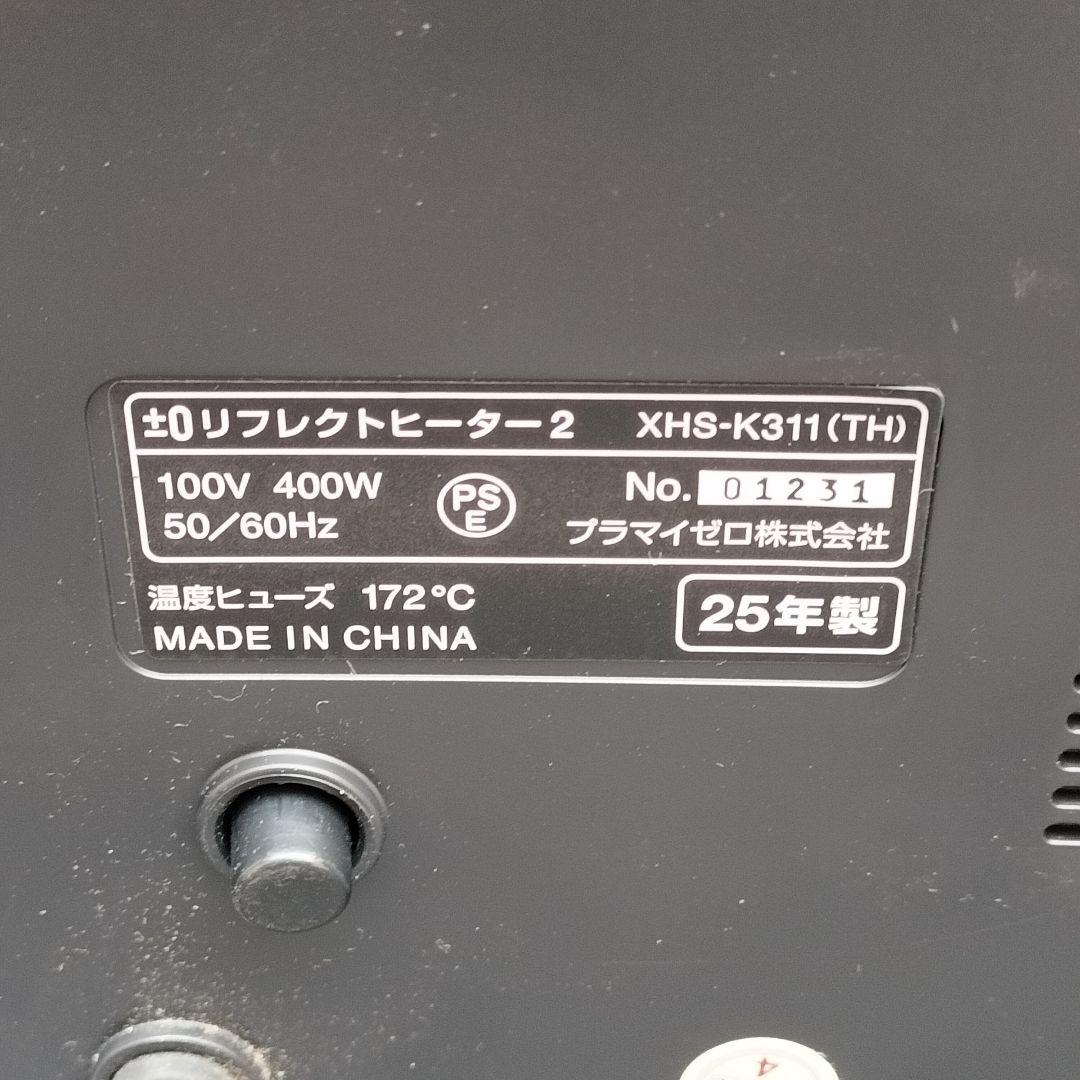 ±0リフレクトヒーター2 XHS-K311(TH)
100V 400W
50/60Hz
PS
E
No. 01231
プラマイゼロ株式会社
温度ヒューズ 172℃
MADE IN CHINA
25年製
4